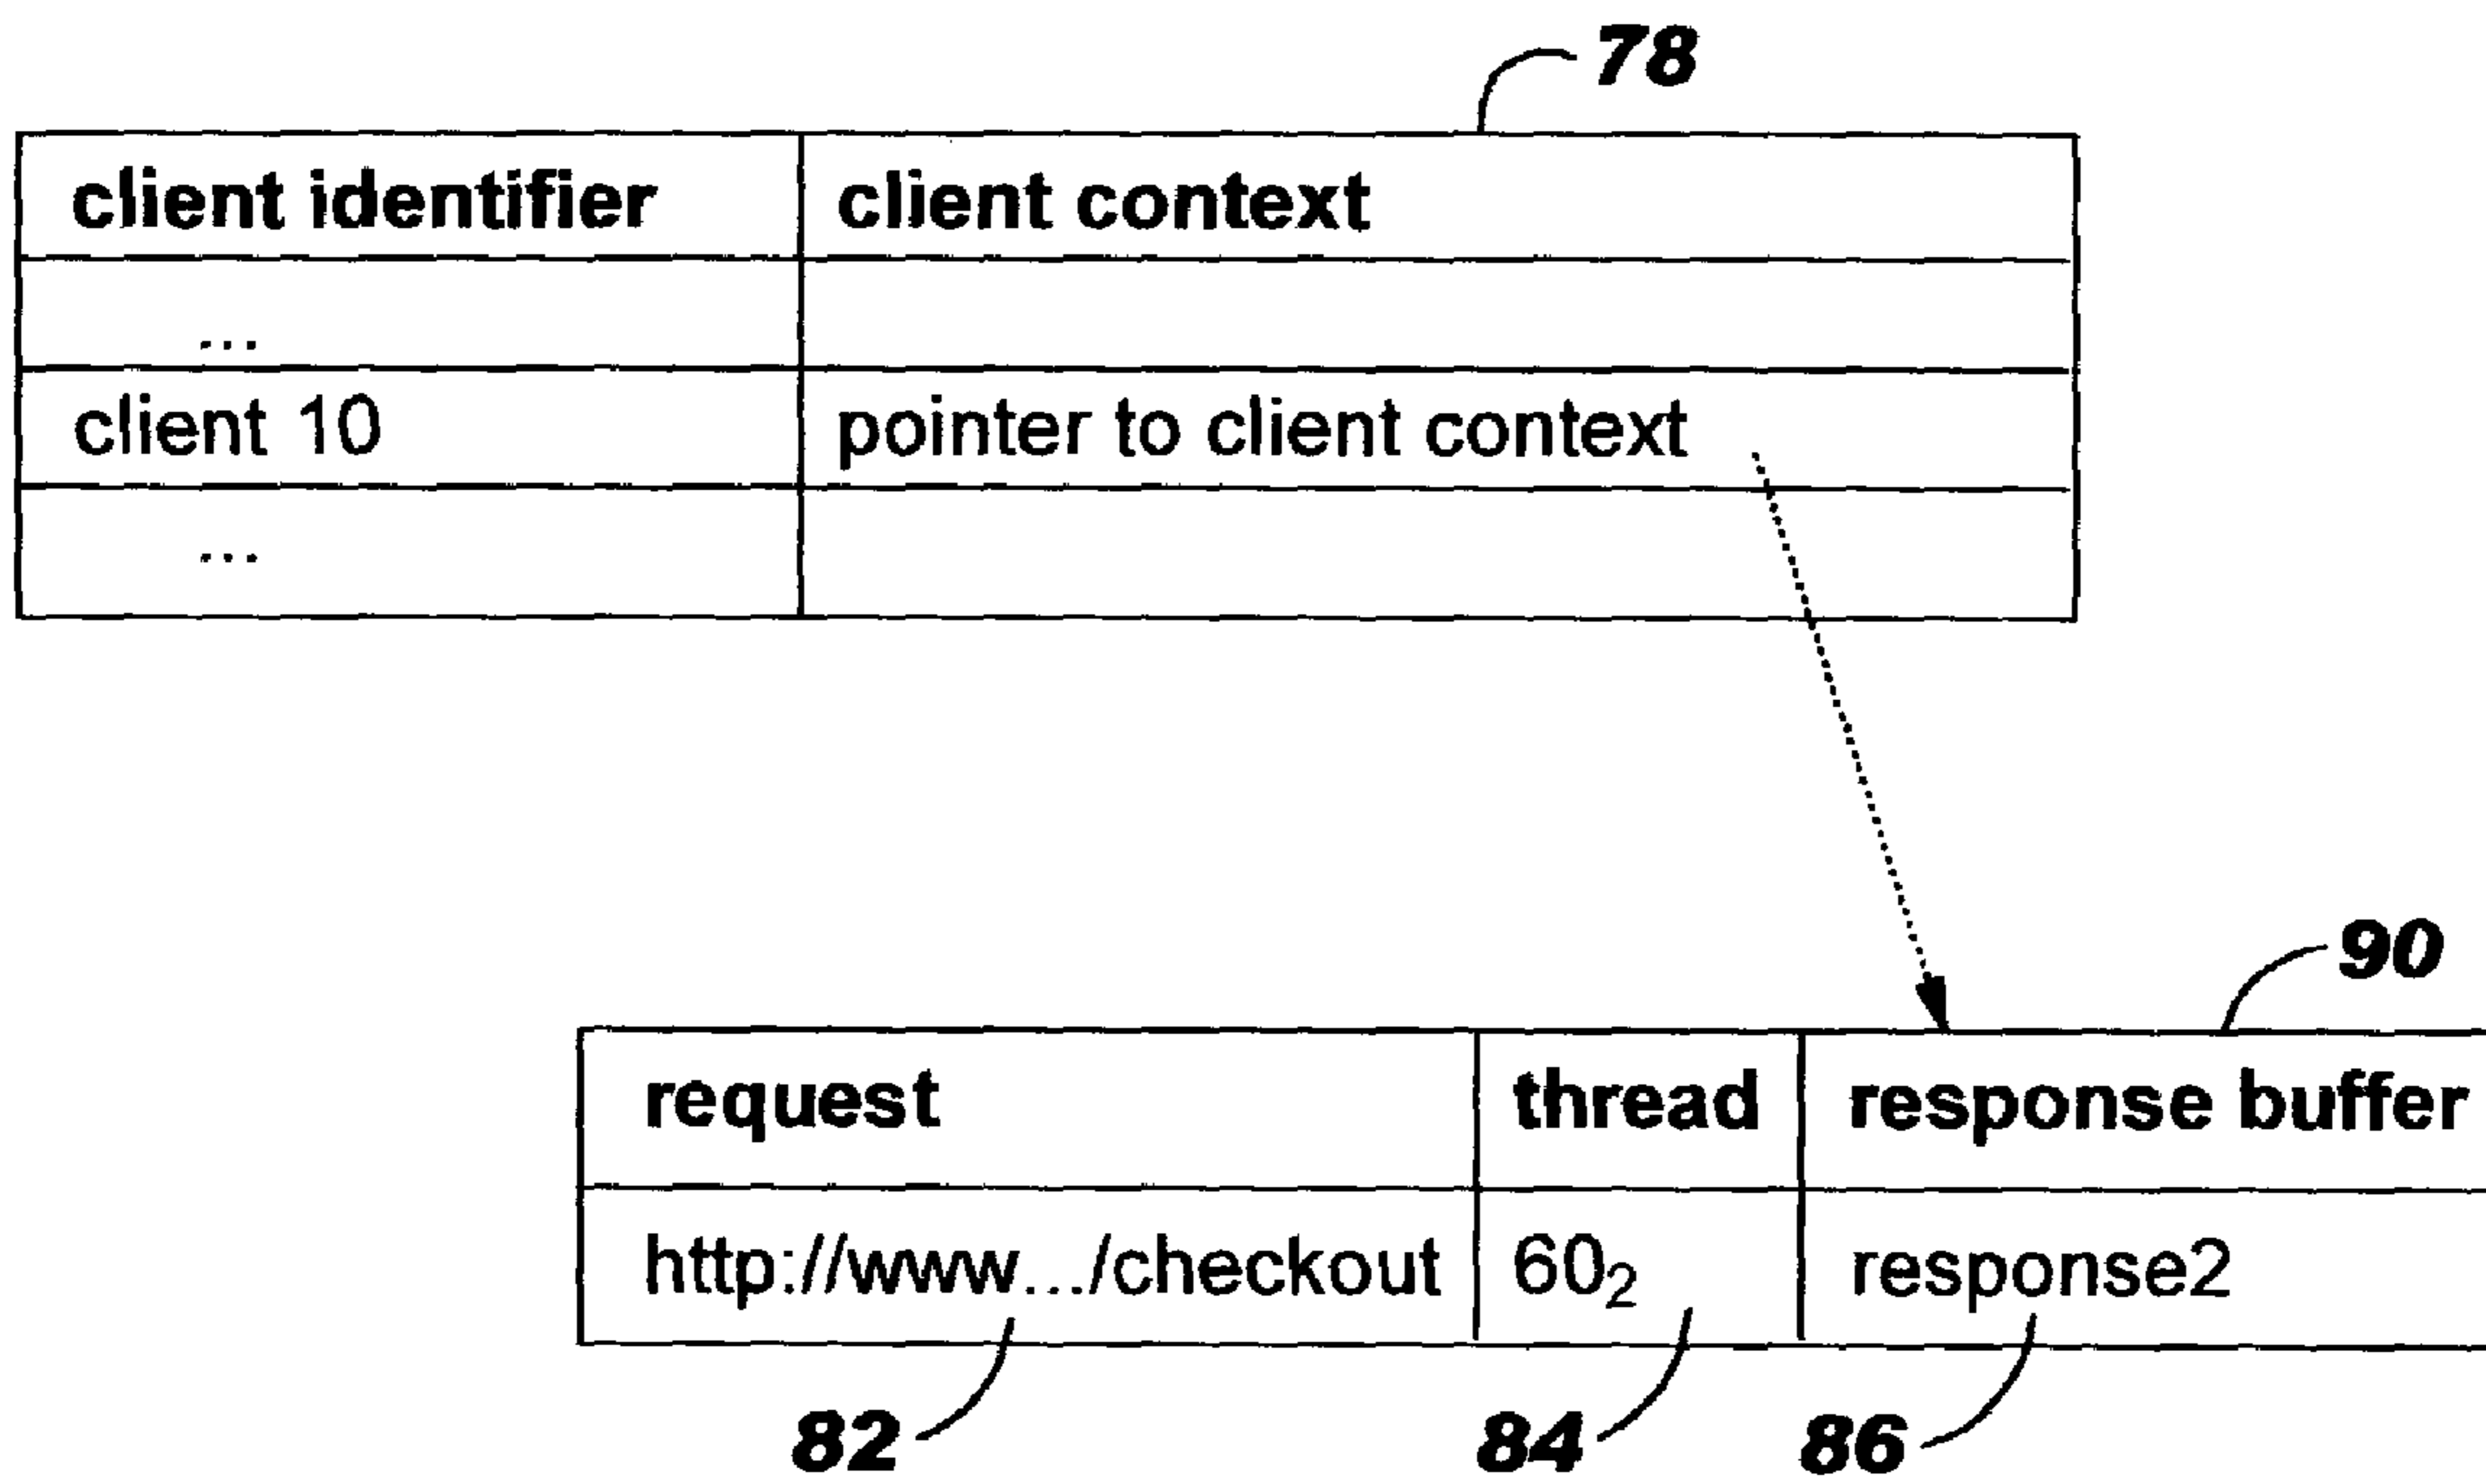 78
client identifier client context
...
client 10 pointer to client context
...
90
request thread response buffer
http://www.../checkout 60₂ response2
82 84 86